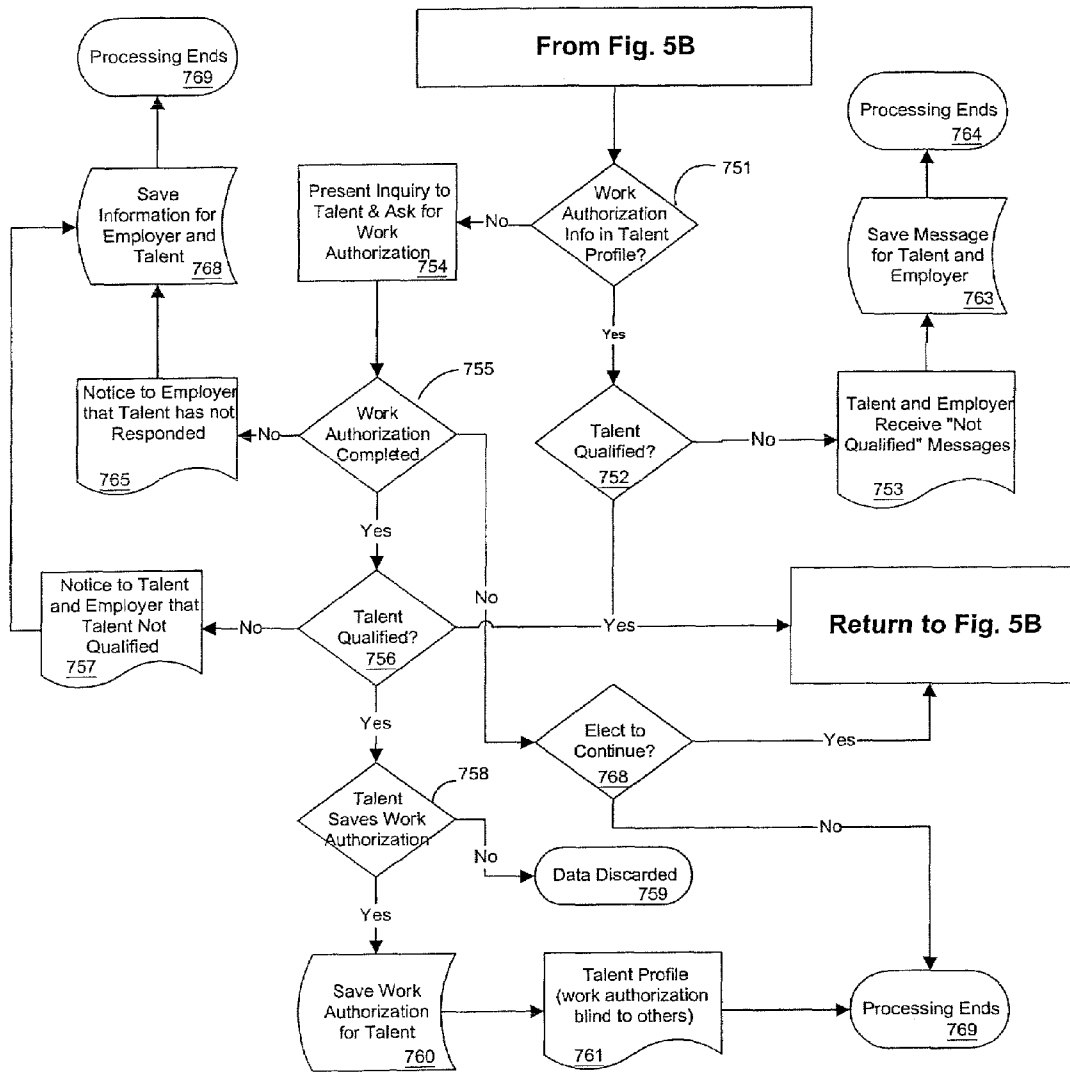 From Fig. 5B
Processing Ends
769
Processing Ends
764
751
Save
Information for
Employer and
Talent
768
Present Inquiry to
Talent & Ask for
Work
Authorization
754
No
Work
Authorization
Info in Talent
Profile?
Save Message
for Talent and
Employer
763
Yes
755
Notice to Employer
that Talent has not
Responded
765
No
Work
Authorization
Completed
Talent
Qualified?
752
No
Talent and Employer
Receive "Not
Qualified" Messages
753
Yes
No
Notice to Talent
and Employer that
Talent Not
Qualified
757
No
Talent
Qualified?
756
Yes
Return to Fig. 5B
Yes
Elect to
Continue?
768
Yes
758
Talent
Saves Work
Authorization
No
No
Data Discarded
759
Yes
Save Work
Authorization
for Talent
760
Talent Profile
(work authorization
blind to others)
761
Processing Ends
769